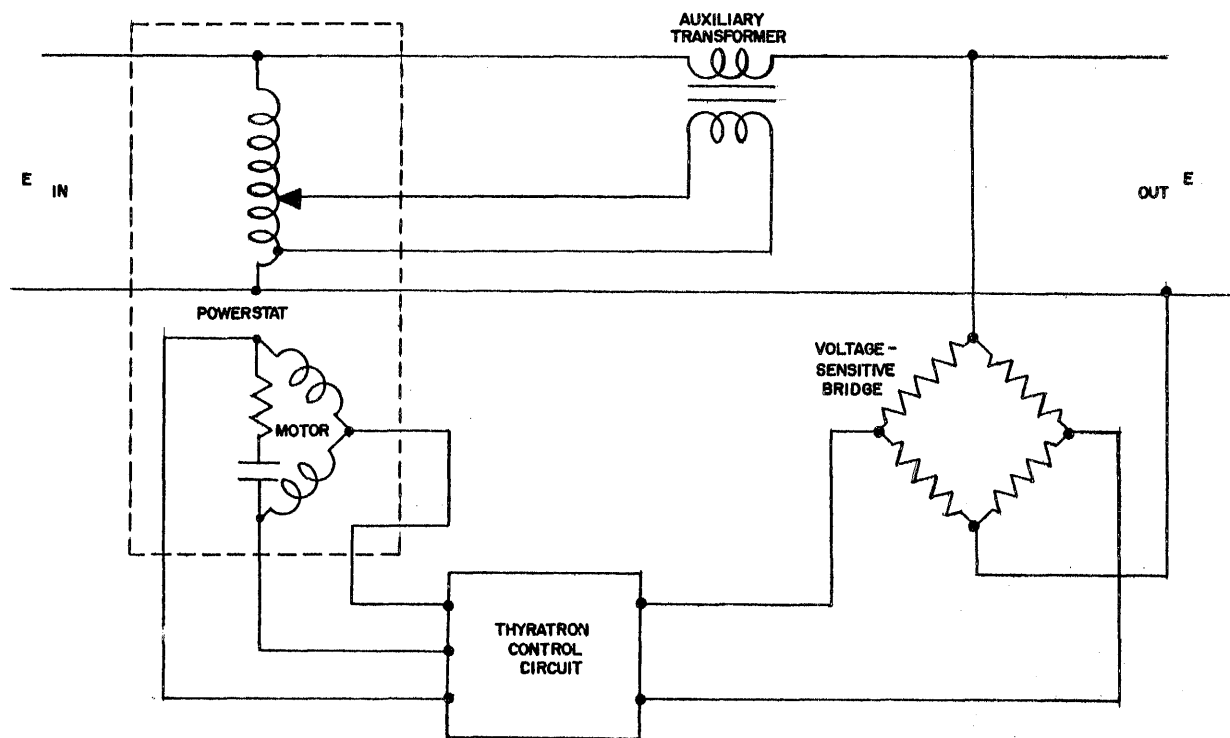 AUXILIARY
TRANSFORMER
E IN
OUT E
POWERSTAT
VOLTAGE-
SENSITIVE
BRIDGE
MOTOR
THYRATRON
CONTROL
CIRCUIT